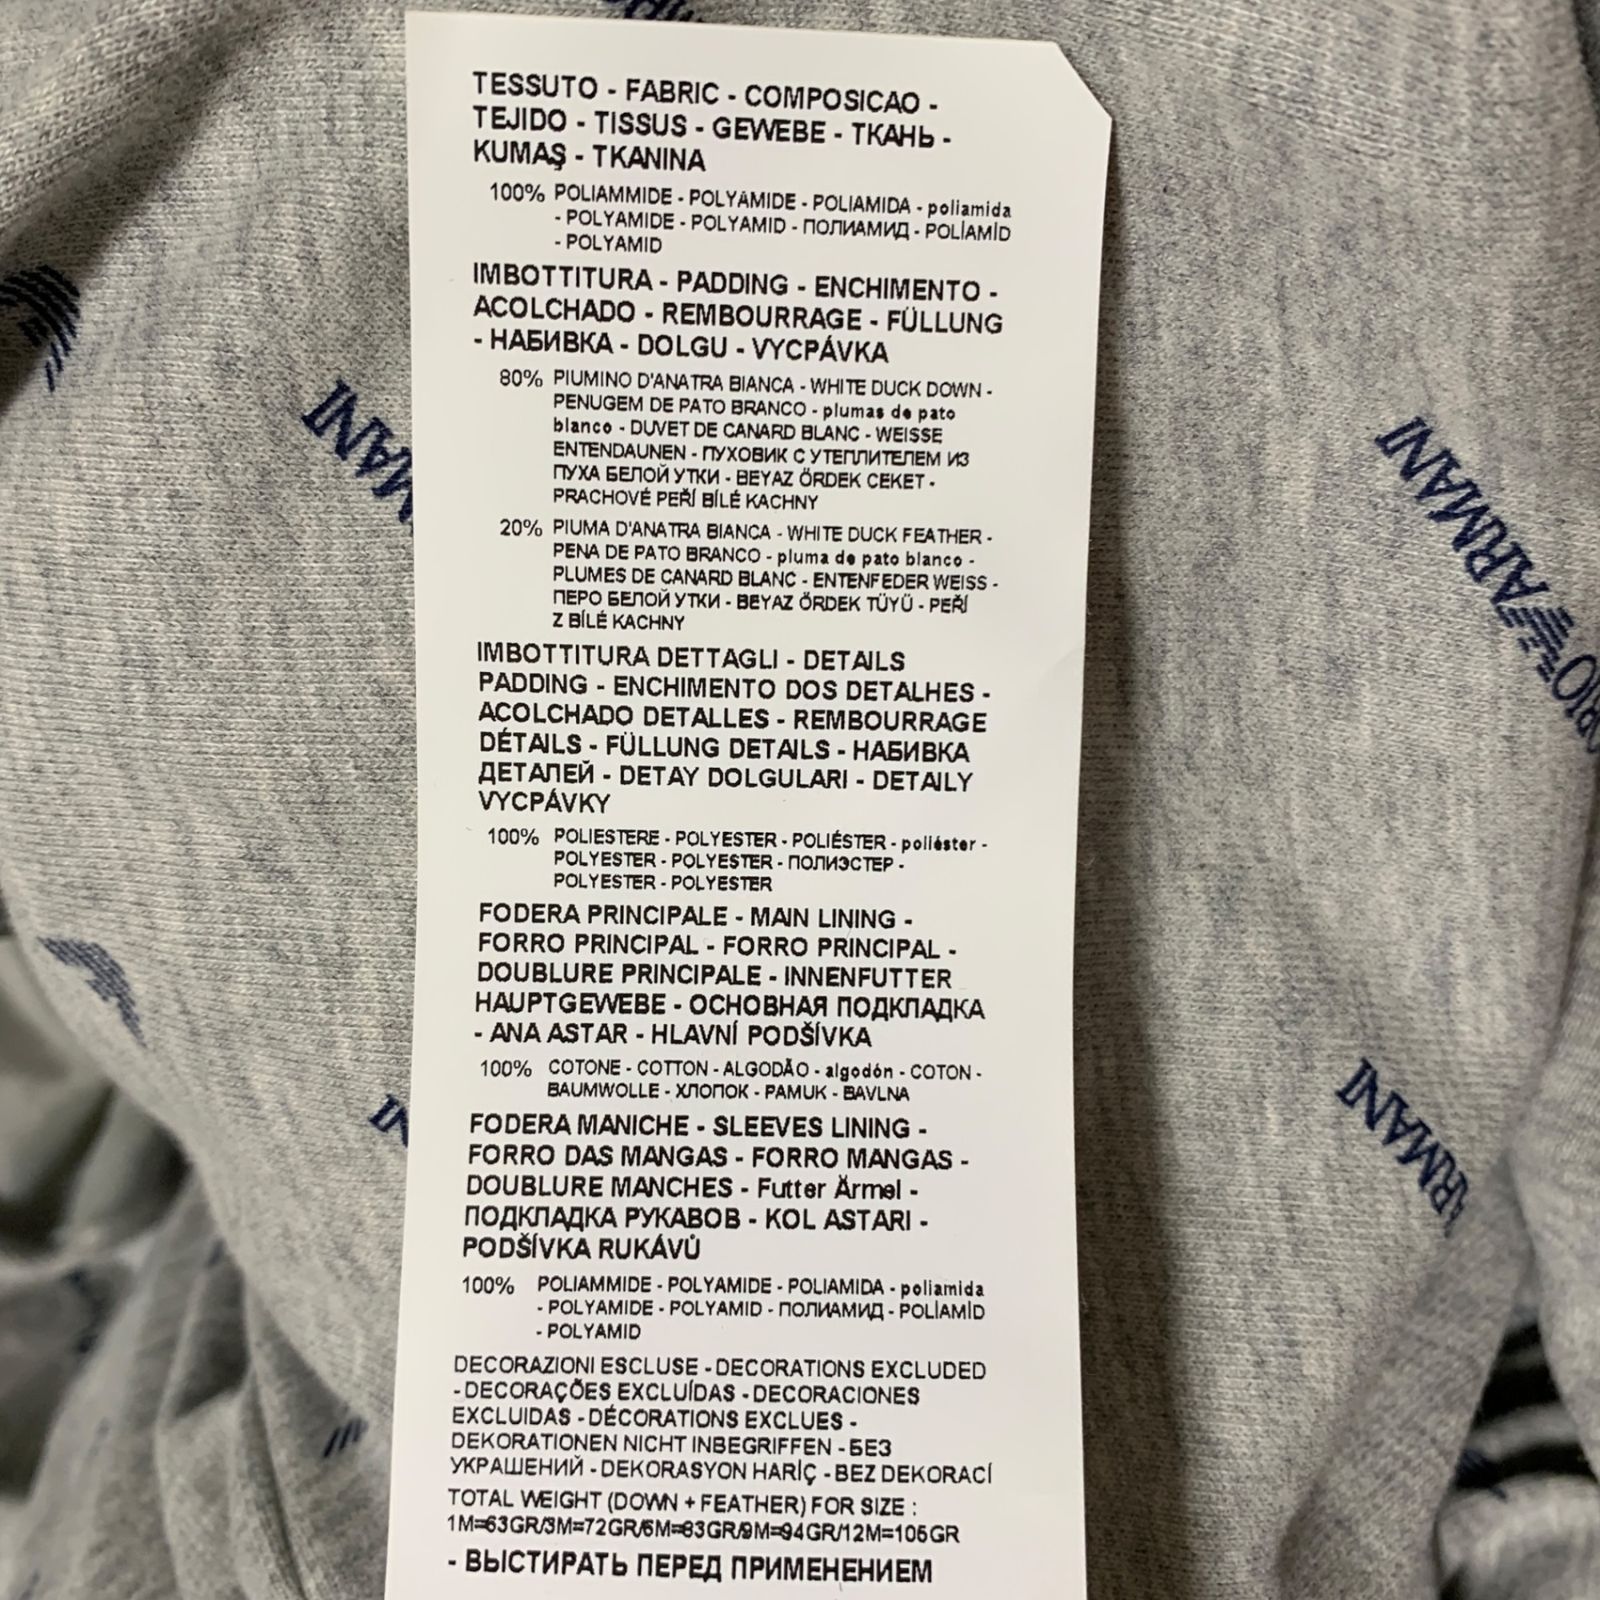 TESSUTO - FABRIC - COMPOSICAO -
TEJIDO - TISSUS - GEWEBE - ТКАНЬ -
KUMAŞ - TKANINA
100% POLIAMMIDE - POLYAMIDE - POLIAMIDA - poliamida
- POLYAMIDE - POLYAMID - ПОЛИАМИД - POLİAMİD
- POLYAMID
IMBOTTITURA - PADDING - ENCHIMENTO -
ACOLCHADO - REMBOURRAGE - FÜLLUNG
- НАБИВКА - DOLGU - VYCPÁVKA
80% PIUMINO D'ANATRA BIANCA - WHITE DUCK DOWN -
PENUGEM DE PATO BRANCO - plumas de pato
blanco - DUVET DE CANARD BLANC - WEISSE
ENTENDAUNEN - ПУХОВИК С УТЕПЛИТЕЛЕМ ИЗ
ПУХА БЕЛОЙ УТКИ - BEYAZ ÖRDEK CEKET -
PRACHOVÉ PEŘÍ BÍLÉ KACHNY
20% PIUMA D'ANATRA BIANCA - WHITE DUCK FEATHER -
PENA DE PATO BRANCO - pluma de pato blanco -
PLUMES DE CANARD BLANC - ENTENFEDER WEISS -
ПЕРО БЕЛОЙ УТКИ - BEYAZ ÖRDEK TÜYÜ - PEŘÍ
Z BÍLÉ KACHNY
IMBOTTITURA DETTAGLI - DETAILS
PADDING - ENCHIMENTO DOS DETALHES -
ACOLCHADO DETALLES - REMBOURRAGE
DÉTAILS - FÜLLUNG DETAILS - НАБИВКА
ДЕТАЛЕЙ - DETAY DOLGULARI - DETAILY
VYCPÁVKY
100% POLIESTERE - POLYESTER - POLIÉSTER - poliéster -
POLYESTER - POLYESTER - ПОЛИЭСТЕР -
POLYESTER - POLYESTER
FODERA PRINCIPALE - MAIN LINING -
FORRO PRINCIPAL - FORRO PRINCIPAL -
DOUBLURE PRINCIPALE - INNENFUTTER
HAUPTGEWEBE - ОСНОВНАЯ ПОДКЛАДКА
- ANA ASTAR - HLAVNÍ PODŠÍVKA
100% COTONE - COTTON - ALGODÃO - algodón - COTON -
BAUMWOLLE - ХЛОПОК - PAMUK - BAVLNA
FODERA MANICHE - SLEEVES LINING -
FORRO DAS MANGAS - FORRO MANGAS -
DOUBLURE MANCHES - Futter Ärmel -
ПОДКЛАДКА РУКАВОВ - KOL ASTARI -
PODŠÍVKA RUKÁVŮ
100% POLIAMMIDE - POLYAMIDE - POLIAMIDA - poliamida
- POLYAMIDE - POLYAMID - ПОЛИАМИД - POLİAMİD
- POLYAMID
DECORAZIONI ESCLUSE - DECORATIONS EXCLUDED
- DECORAÇÕES EXCLUÍDAS - DECORACIONES
EXCLUIDAS - DÉCORATIONS EXCLUES -
DEKORATIONEN NICHT INBEGRIFFEN - БЕЗ
УКРАШЕНИЙ - DEKORASYON HARİÇ - BEZ DEKORACÍ
TOTAL WEIGHT (DOWN + FEATHER) FOR SIZE :
1M=63GR/3M=72GR/6M=83GR/9M=94GR/12M=105GR
- ВЫСТИРАТЬ ПЕРЕД ПРИМЕНЕНИЕМ
ARMANI
ARMANI